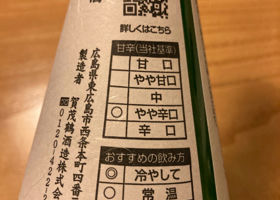 詳しくはこちら
甘辛(当社基準)
甘口
やや甘口
中
○ やや辛口
辛口
おすすめの飲み方
◎ 冷やして
○ 常温
製造者
広島県東広島市西条本町四番
賀茂鶴酒造株式会
0120-422-2